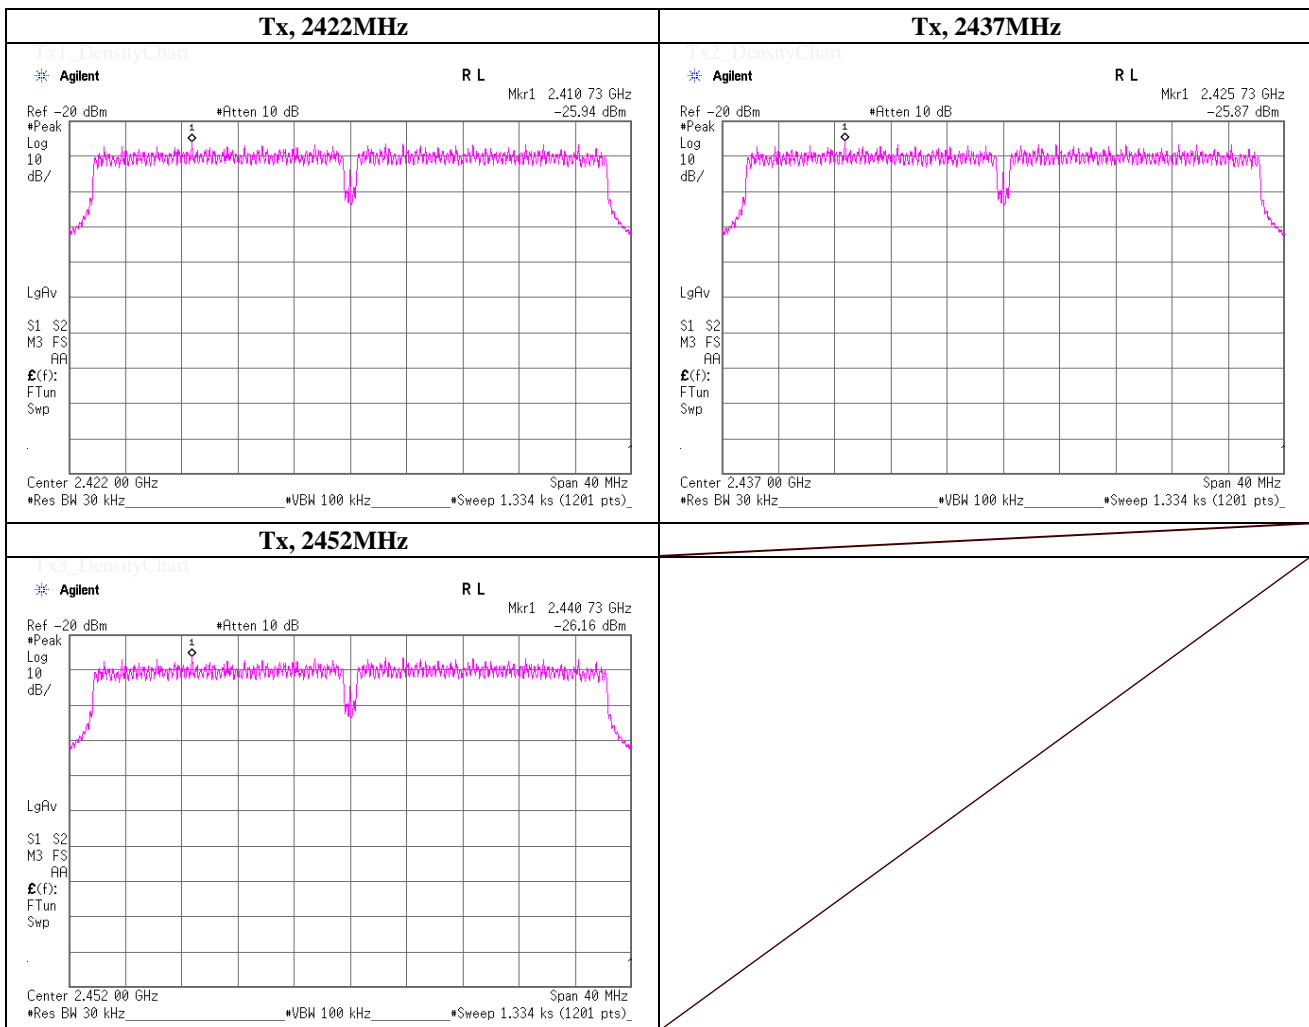 Tx, 2422MHz
Tx, 2437MHz
Tx1_DensityChart
Agilent
R L
Mkr1 2.410 73 GHz
Ref -20 dBm #Atten 10 dB -25.94 dBm
#Peak
1
Log
10
dB/
LgAv
S1 S2
M3 FS
AA
£(f):
FTun
Swp
Center 2.422 00 GHz Span 40 MHz
#Res BW 30 kHz #VBW 100 kHz #Sweep 1.334 ks (1201 pts)
Tx2_DensityChart
Agilent
R L
Mkr1 2.425 73 GHz
Ref -20 dBm #Atten 10 dB -25.87 dBm
#Peak
1
Log
10
dB/
LgAv
S1 S2
M3 FS
AA
£(f):
FTun
Swp
Center 2.437 00 GHz Span 40 MHz
#Res BW 30 kHz #VBW 100 kHz #Sweep 1.334 ks (1201 pts)
Tx, 2452MHz
Tx3_DensityChart
Agilent
R L
Mkr1 2.440 73 GHz
Ref -20 dBm #Atten 10 dB -26.16 dBm
#Peak
1
Log
10
dB/
LgAv
S1 S2
M3 FS
AA
£(f):
FTun
Swp
Center 2.452 00 GHz Span 40 MHz
#Res BW 30 kHz #VBW 100 kHz #Sweep 1.334 ks (1201 pts)